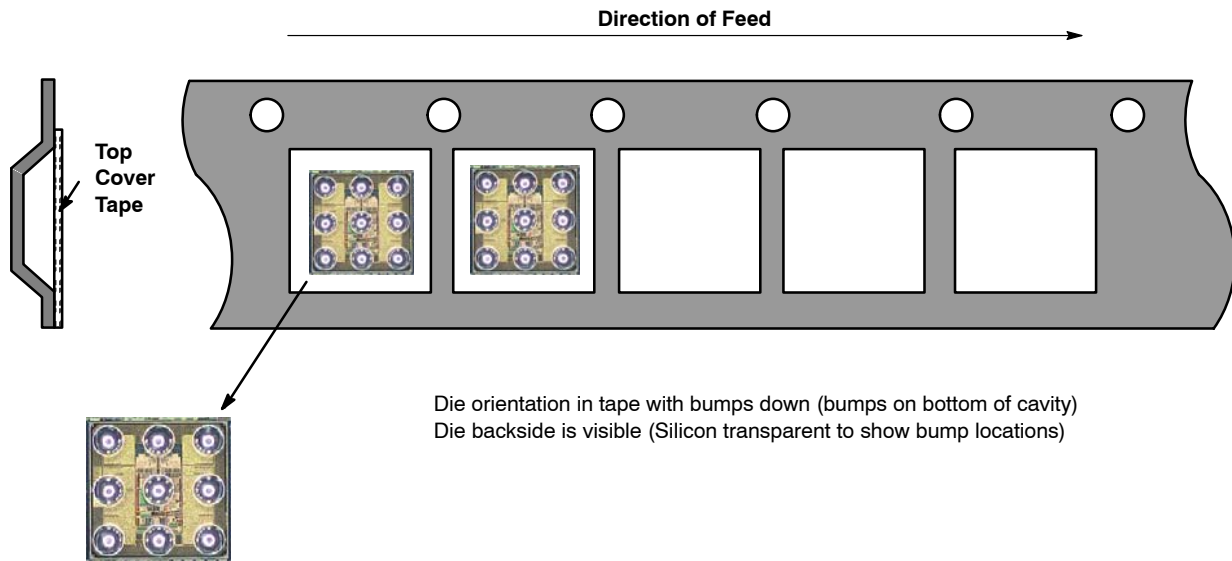 Direction of Feed
Top
Cover
Tape
Die orientation in tape with bumps down (bumps on bottom of cavity)
Die backside is visible (Silicon transparent to show bump locations)